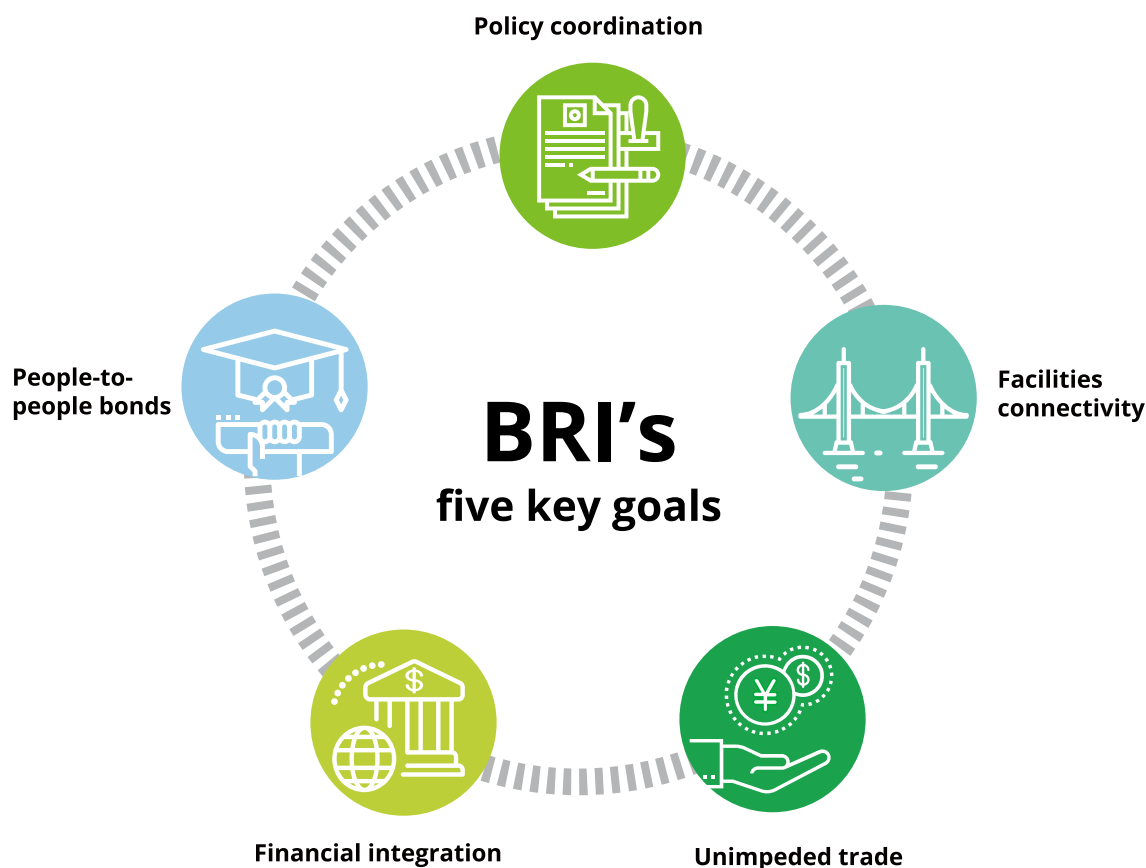 Policy coordination
People-to-
people bonds
Facilities
connectivity
BRI's
five key goals
$
¥
$
Financial integration
Unimpeded trade